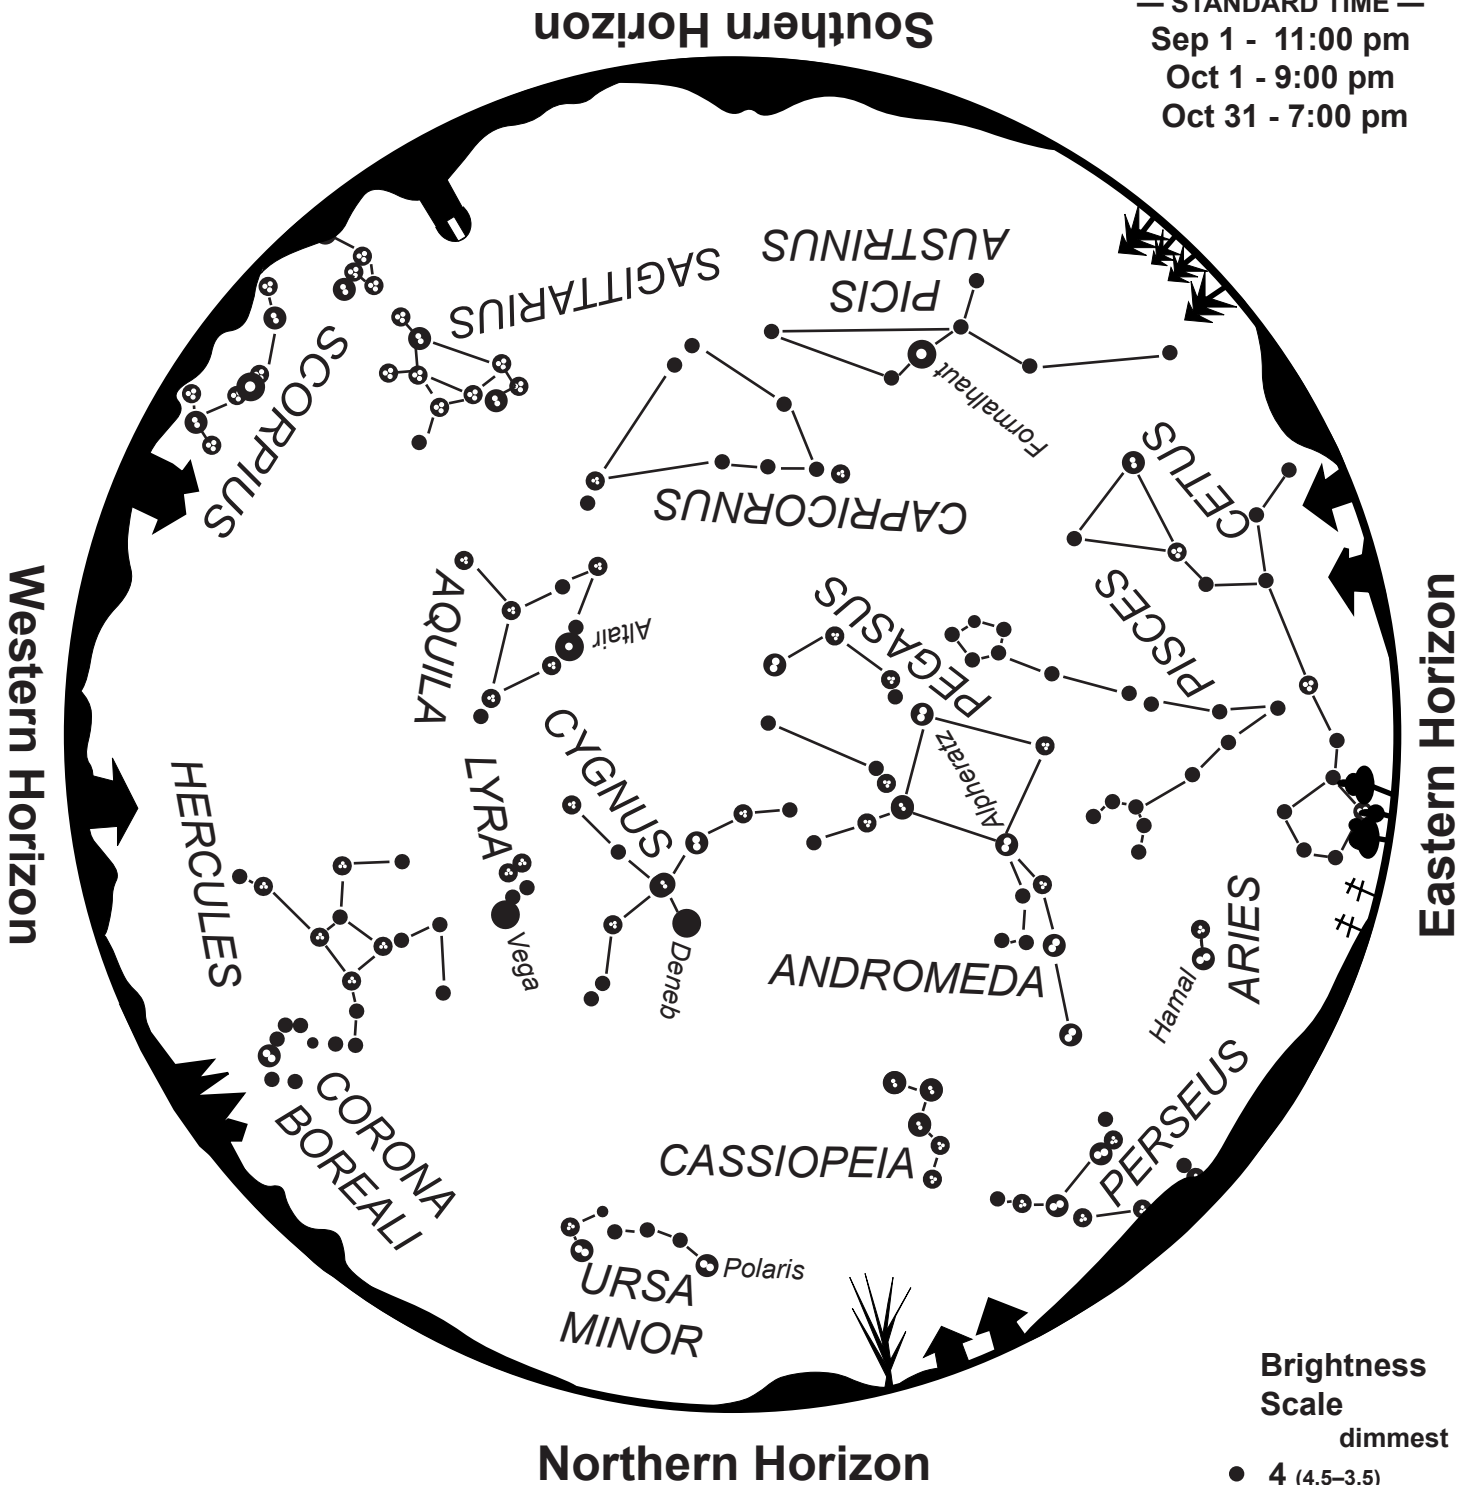 — STANDARD TIME —
Sep 1 - 11:00 pm
Oct 1 - 9:00 pm
Oct 31 - 7:00 pm
Southern Horizon
PICIS
AUSTRINUS
SAGITTARIUS
SCORPIUS
Formalhaut
CETUS
CAPRICORNUS
AQUILA
Altair
PEGASUS
PISCES
Western Horizon
Eastern Horizon
CYGNUS
LYRA
HERCULES
Alpheratz
Vega
Deneb
ANDROMEDA
Hamal
ARIES
CORONA
BOREALI
CASSIOPEIA
PERSEUS
Polaris
URSA
MINOR
Northern Horizon
Brightness
Scale
dimmest
4 (4.5–3.5)